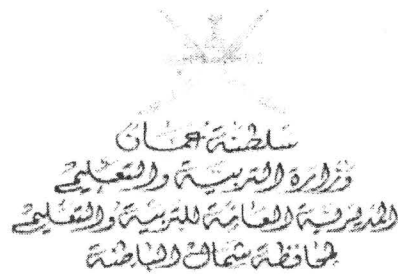 سلطنة عمان
وزارة التربية والتعليم
المديرية العامة للتربية والتعليم
لمحافظة شمال الباطنة